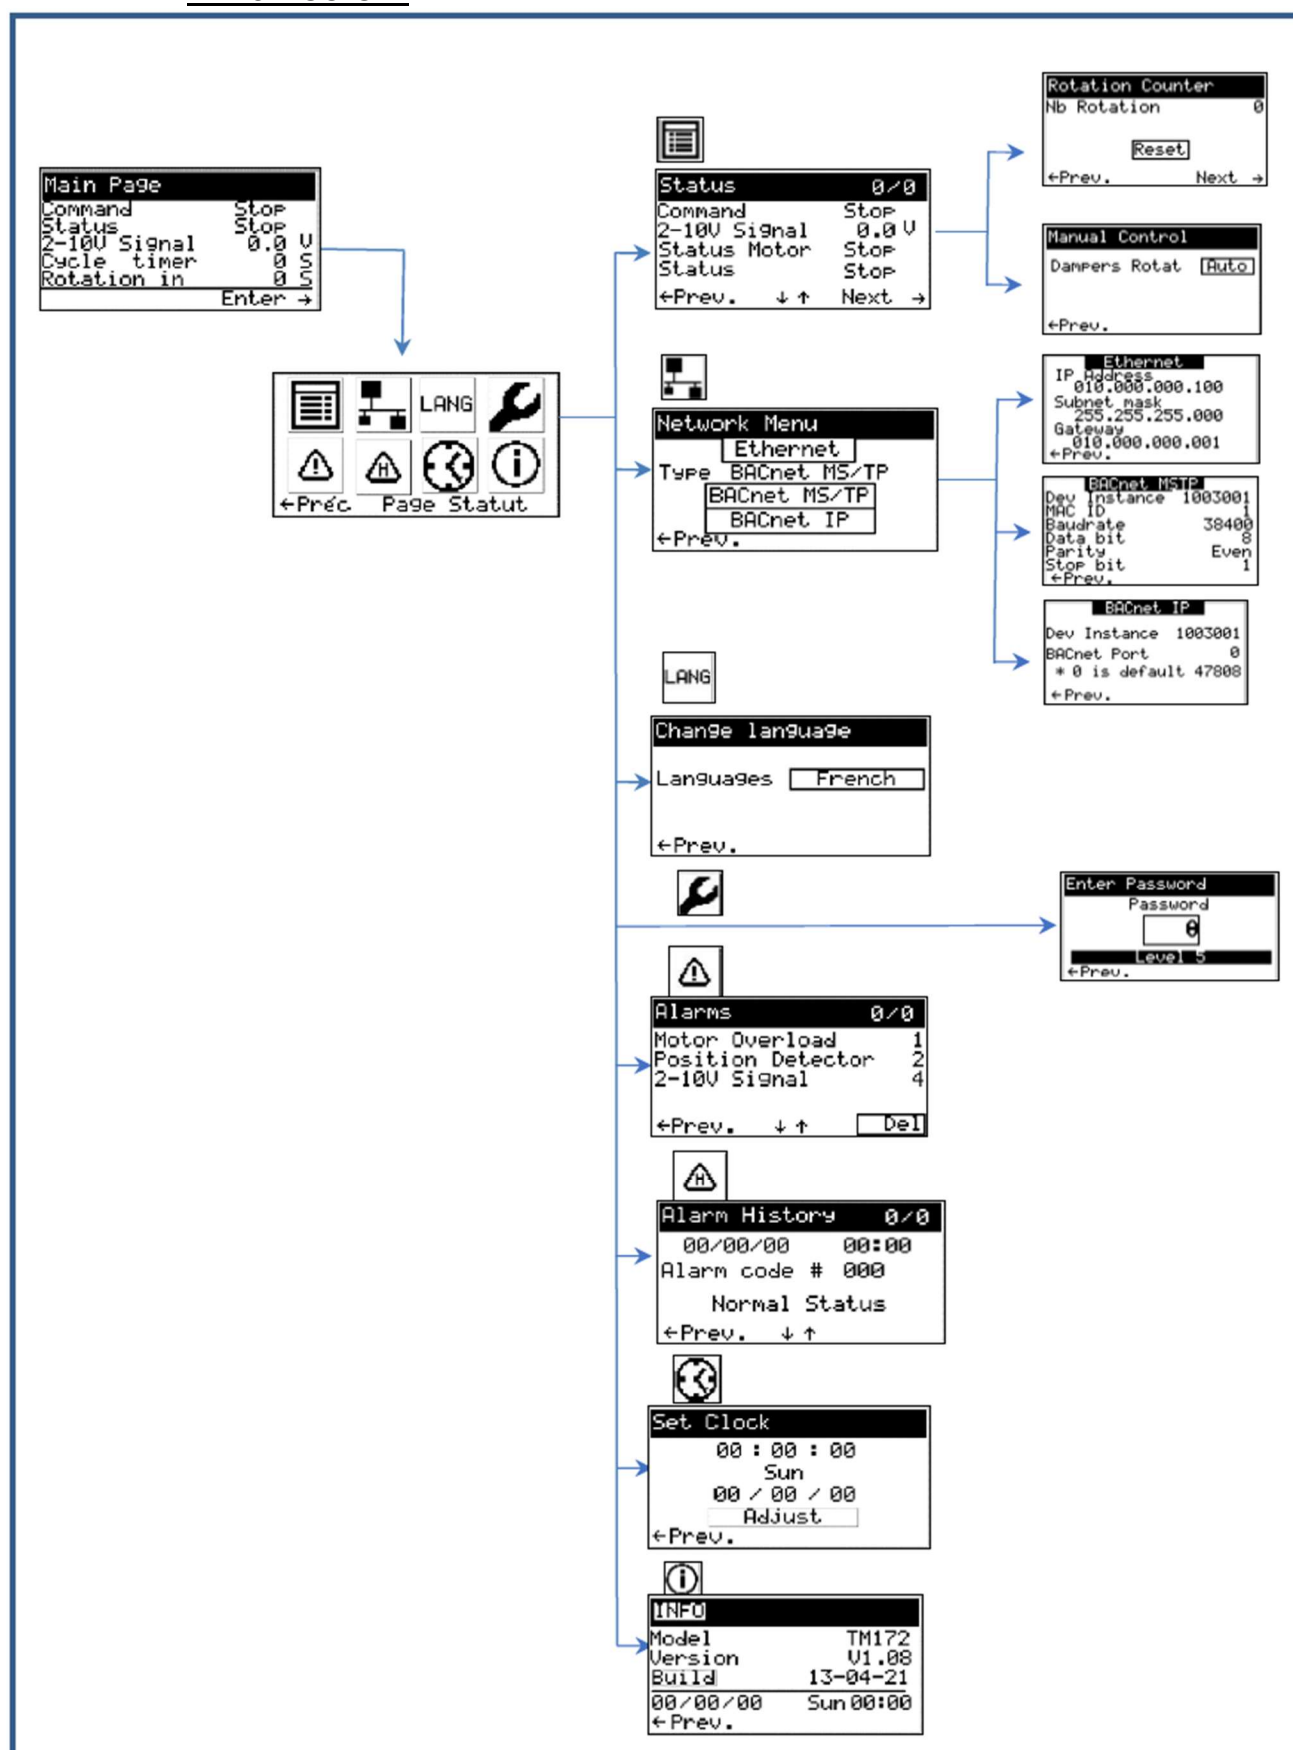 Main Page
Command Stop
Status Stop
2-10V Signal 0.0 V
Cycle timer 0 S
Rotation in 0 S
Enter →
LANG
←Préc. Page Statut
Status 0/0
Command Stop
2-10V Signal 0.0 V
Status Motor Stop
Status Stop
←Prev. ↓ ↑ Next →
Rotation Counter
Nb Rotation 0
Reset
←Prev. Next →
Manual Control
Dampers Rotat Auto
←Prev.
Network Menu
Ethernet
Type BACnet MS/TP
BACnet MS/TP
BACnet IP
←Prev.
Ethernet
IP Address
010.000.000.100
Subnet mask
255.255.255.000
Gateway
010.000.000.001
←Prev.
BACnet MSTP
Dev Instance 1003001
MAC ID 1
Baudrate 38400
Data bit 8
Parity Even
Stop bit 1
←Prev.
BACnet IP
Dev Instance 1003001
BACnet Port 0
* 0 is default 47808
←Prev.
LANG
Change language
Languages French
←Prev.
Enter Password
Password
0
Level 5
←Prev.
Alarms 0/0
Motor Overload 1
Position Detector 2
2-10V Signal 4
←Prev. ↓ ↑ Del
Alarm History 0/0
00/00/00 00:00
Alarm code # 000
Normal Status
←Prev. ↓ ↑
Set Clock
00 : 00 : 00
Sun
00 / 00 / 00
Adjust
←Prev.
INFO
Model TM172
Version V1.08
Build 13-04-21
00/00/00 Sun 00:00
←Prev.